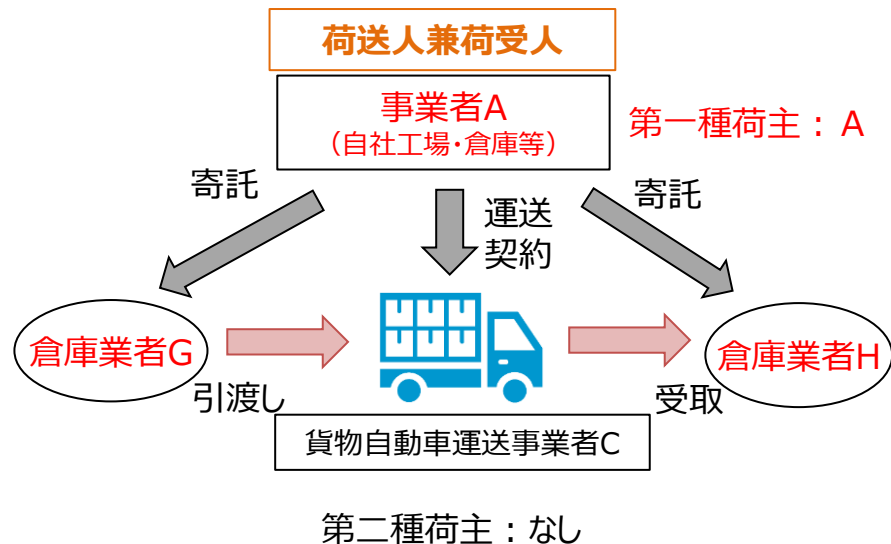 荷送人兼荷受人
事業者A
（自社工場・倉庫等）
第一種荷主：A
寄託
運送
契約
寄託
倉庫業者G
引渡し
倉庫業者H
受取
貨物自動車運送事業者C
第二種荷主：なし